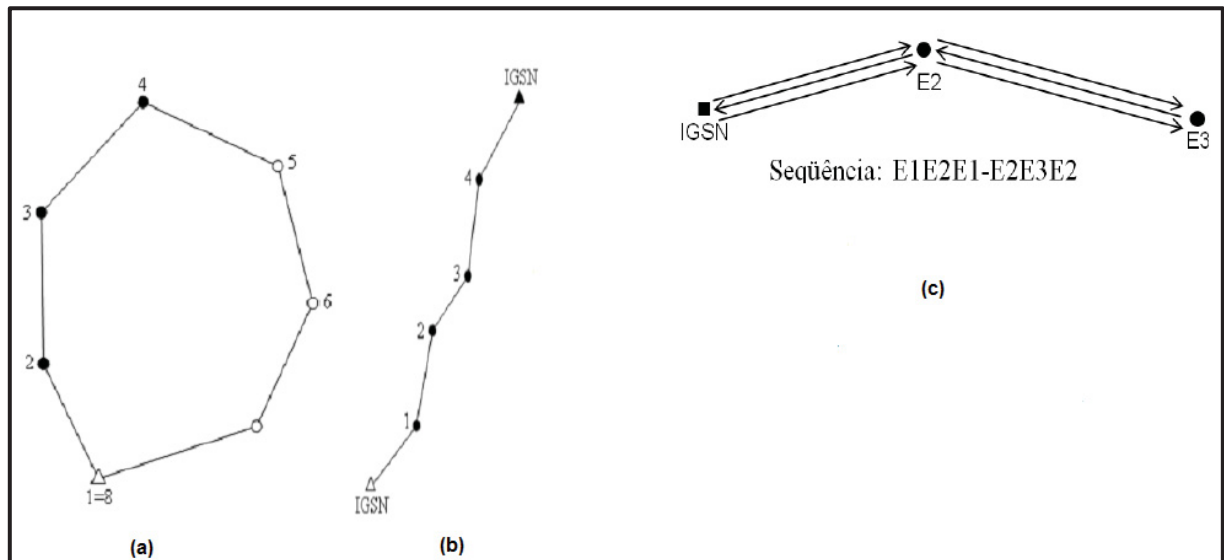 4
5
3
6
2
1=8
(a)
IGSN
4
3
2
1
IGSN
(b)
E2
IGSN
E3
Seqüência: E1E2E1-E2E3E2
(c)